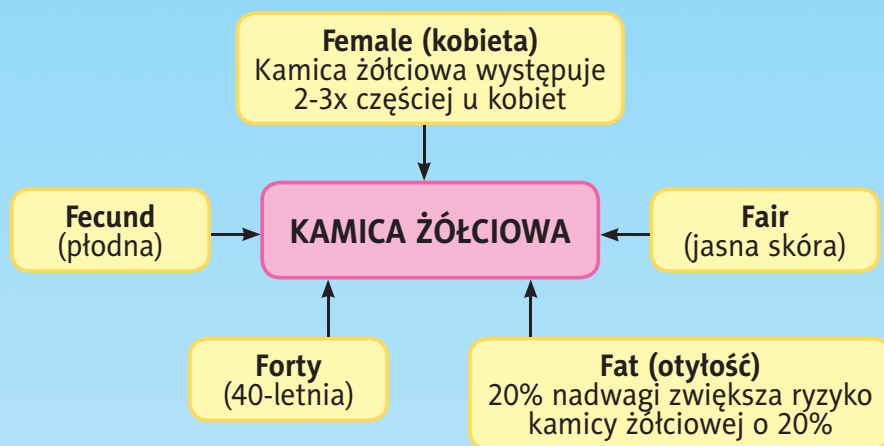 Female (kobieta)
Kamica żółciowa występuje
2-3x częściej u kobiet
Fecund
(płodna)
KAMICA ŻÓŁCIOWA
Fair
(jasna skóra)
Forty
(40-letnia)
Fat (otyłość)
20% nadwagi zwiększa ryzyko
kamicy żółciowej o 20%